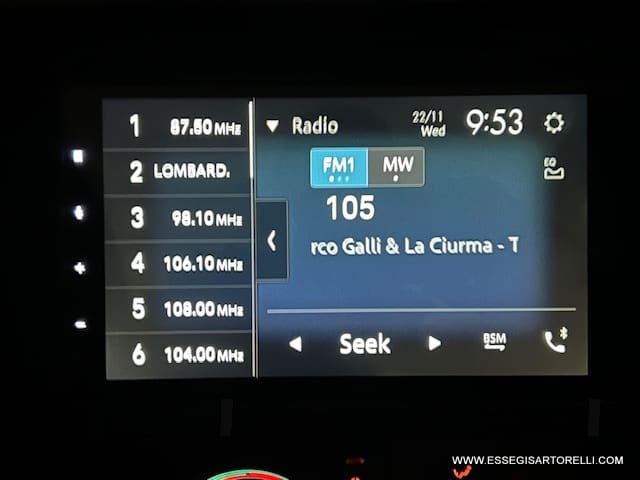 1 87.50 MHz
2 LOMBARD.
3 98.10 MHz
4 106.10 MHz
5 108.00 MHz
6 104.00 MHz
▼ Radio
22/11
Wed
9:53
FM1 MW
EQ
105
rco Galli & La Ciurma - T
◀ Seek ▶
BSM
WWW.ESSEGISARTORELLI.COM